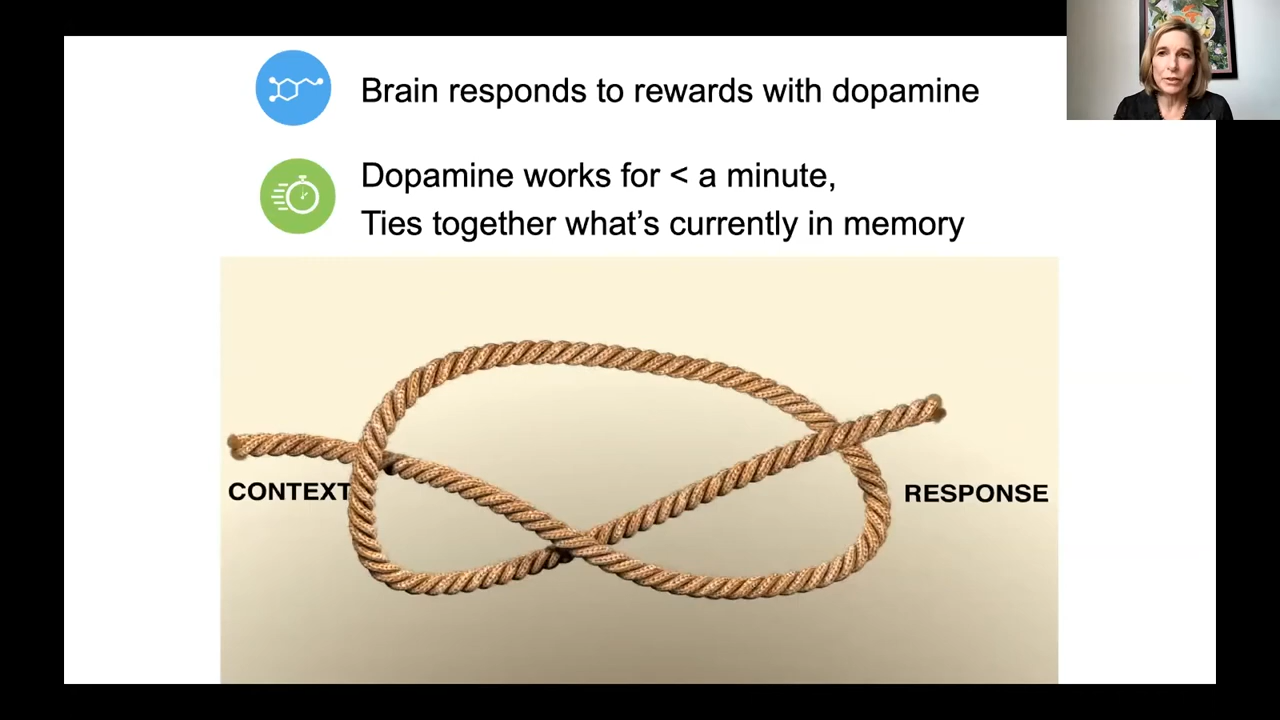 Brain responds to rewards with dopamine
Dopamine works for < a minute,
Ties together what's currently in memory
CONTEXT
RESPONSE